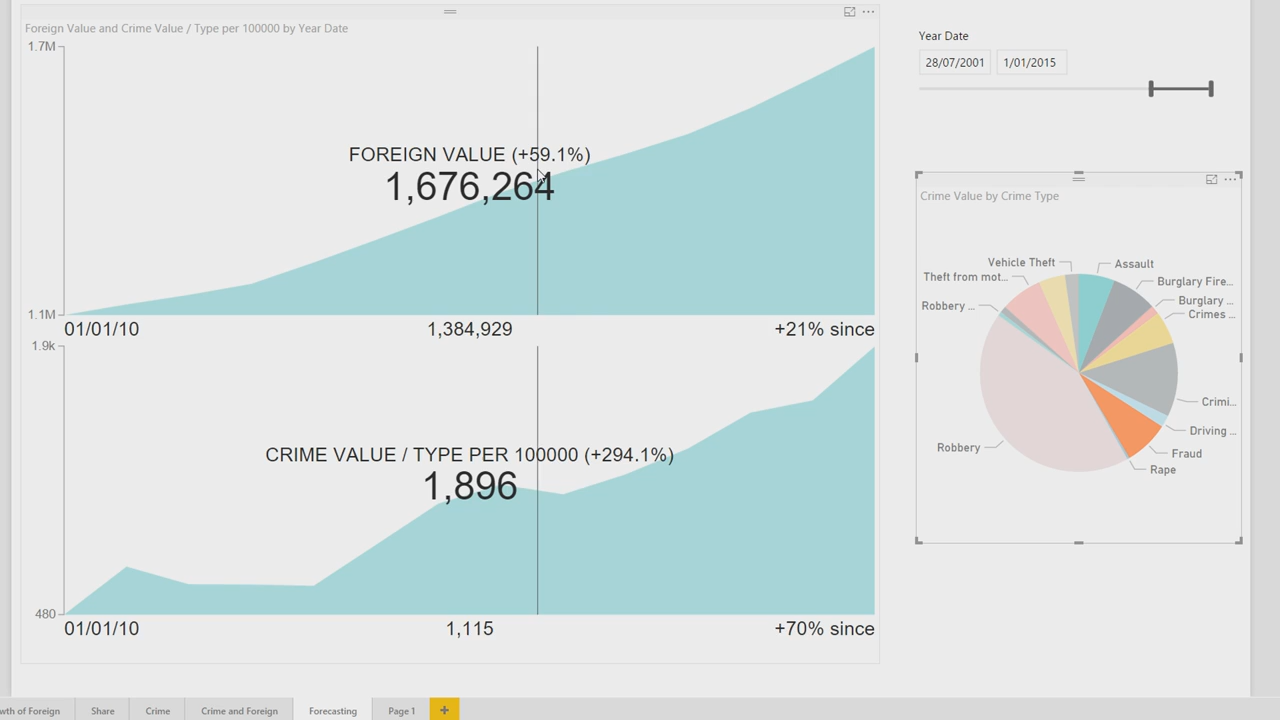 Foreign Value and Crime Value / Type per 100000 by Year Date
1.7M
FOREIGN VALUE (+59.1%)
1,676,264
1.1M
01/01/10 1,384,929 +21% since
1.9k
CRIME VALUE / TYPE PER 100000 (+294.1%)
1,896
480
01/01/10 1,115 +70% since
Year Date
28/07/2001 1/01/2015
Crime Value by Crime Type
Vehicle Theft
Assault
Theft from mot...
Burglary Fire...
Robbery ...
Burglary ...
Crimes ...
Crimi...
Driving ...
Robbery
Fraud
Rape
wth of Foreign Share Crime Crime and Foreign Forecasting Page 1 +